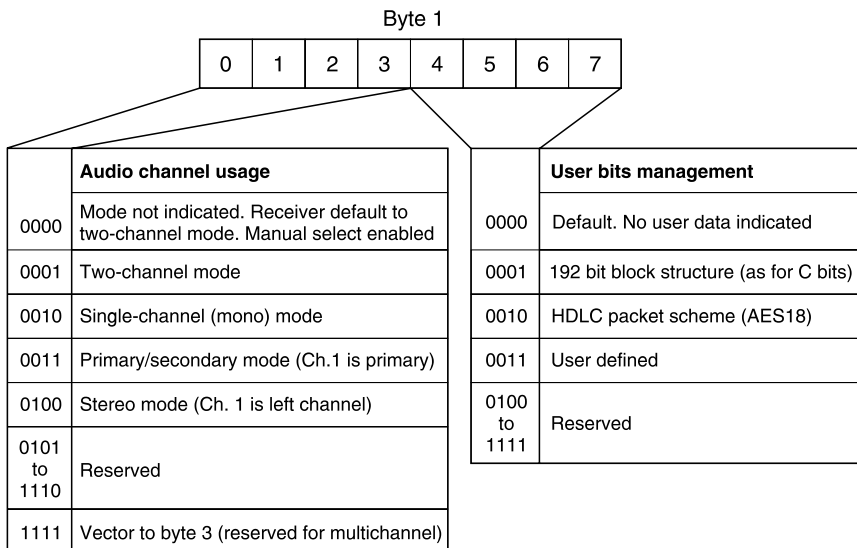 Byte 1
0 1 2 3 4 5 6 7
Audio channel usage
0000 Mode not indicated. Receiver default to
two-channel mode. Manual select enabled
0001 Two-channel mode
0010 Single-channel (mono) mode
0011 Primary/secondary mode (Ch.1 is primary)
0100 Stereo mode (Ch. 1 is left channel)
0101
to
1110
Reserved
1111 Vector to byte 3 (reserved for multichannel)
User bits management
0000 Default. No user data indicated
0001 192 bit block structure (as for C bits)
0010 HDLC packet scheme (AES18)
0011 User defined
0100
to
1111
Reserved